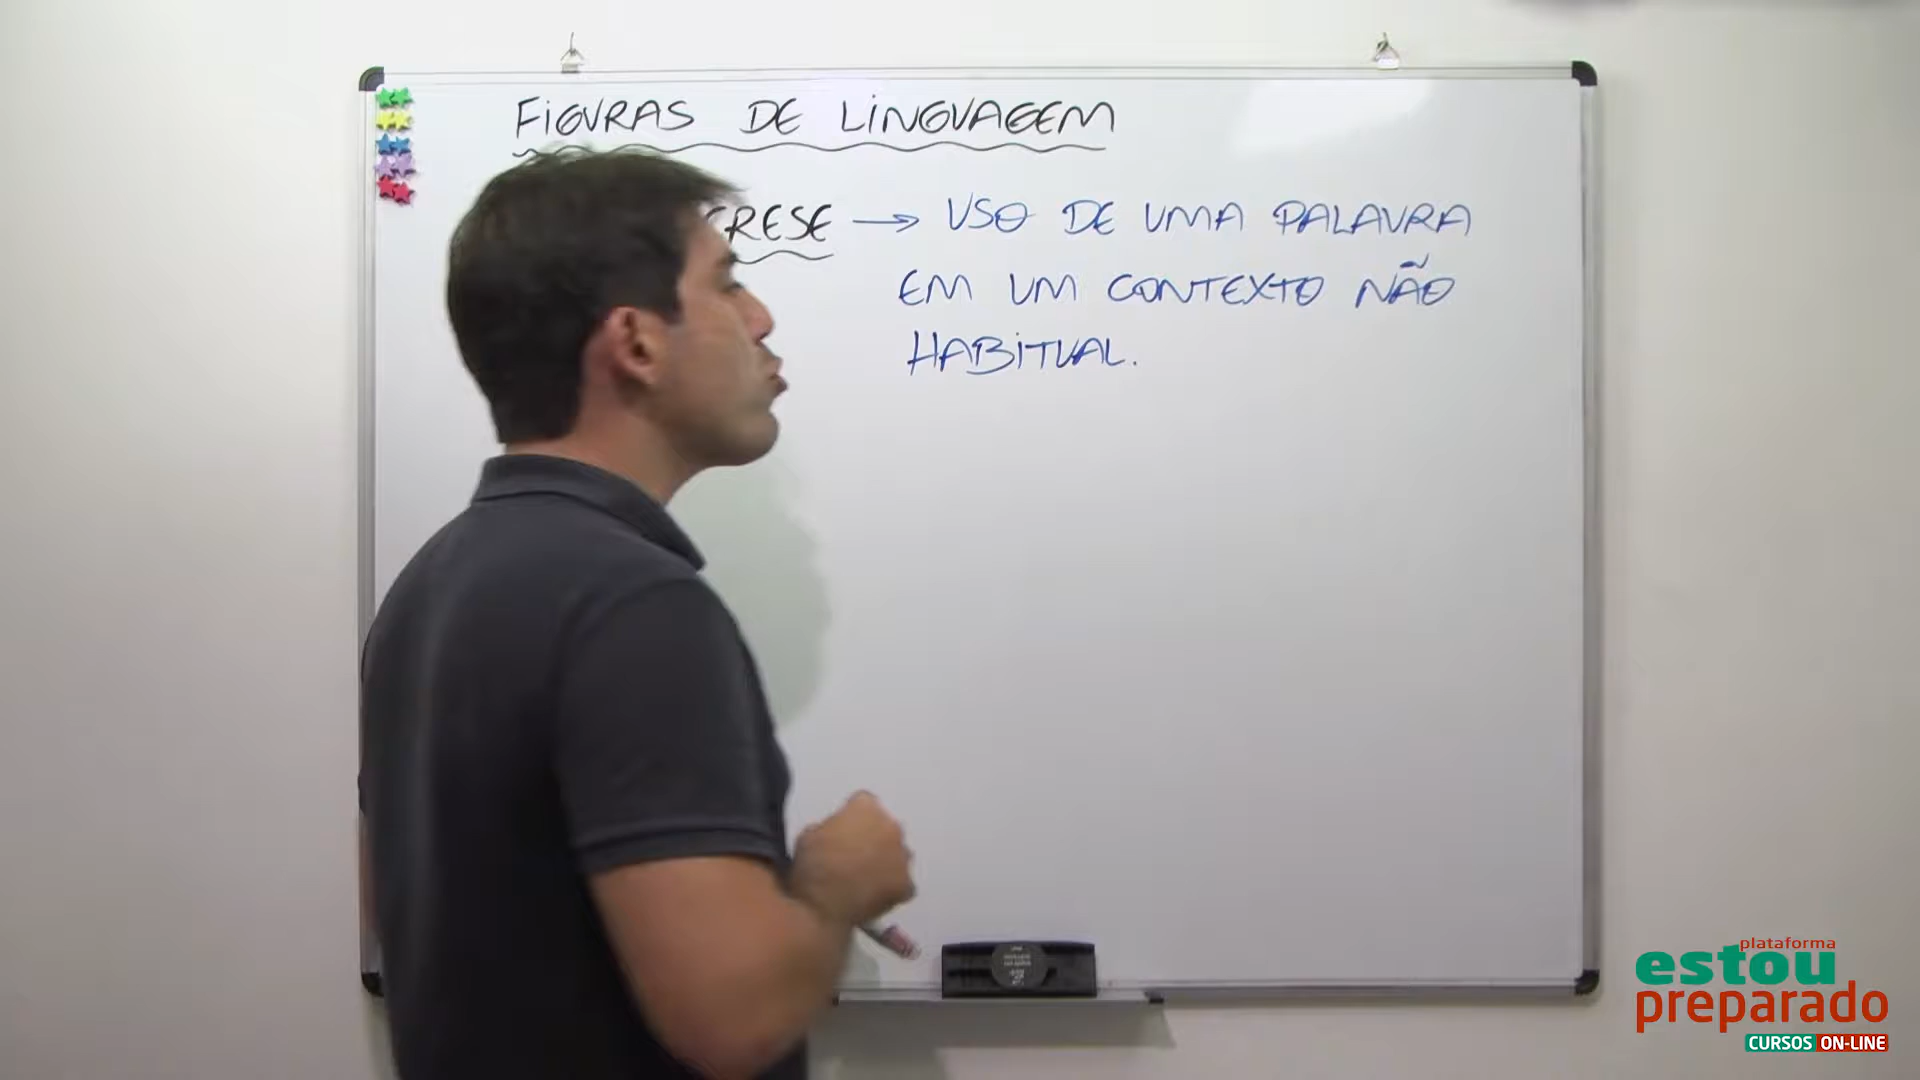 FIGURAS DE LINGUAGEM
CRESE → USO DE UMA PALAVRA
EM UM CONTEXTO NÃO
HABITUAL.
plataforma
estou
preparado
CURSOS ON-LINE